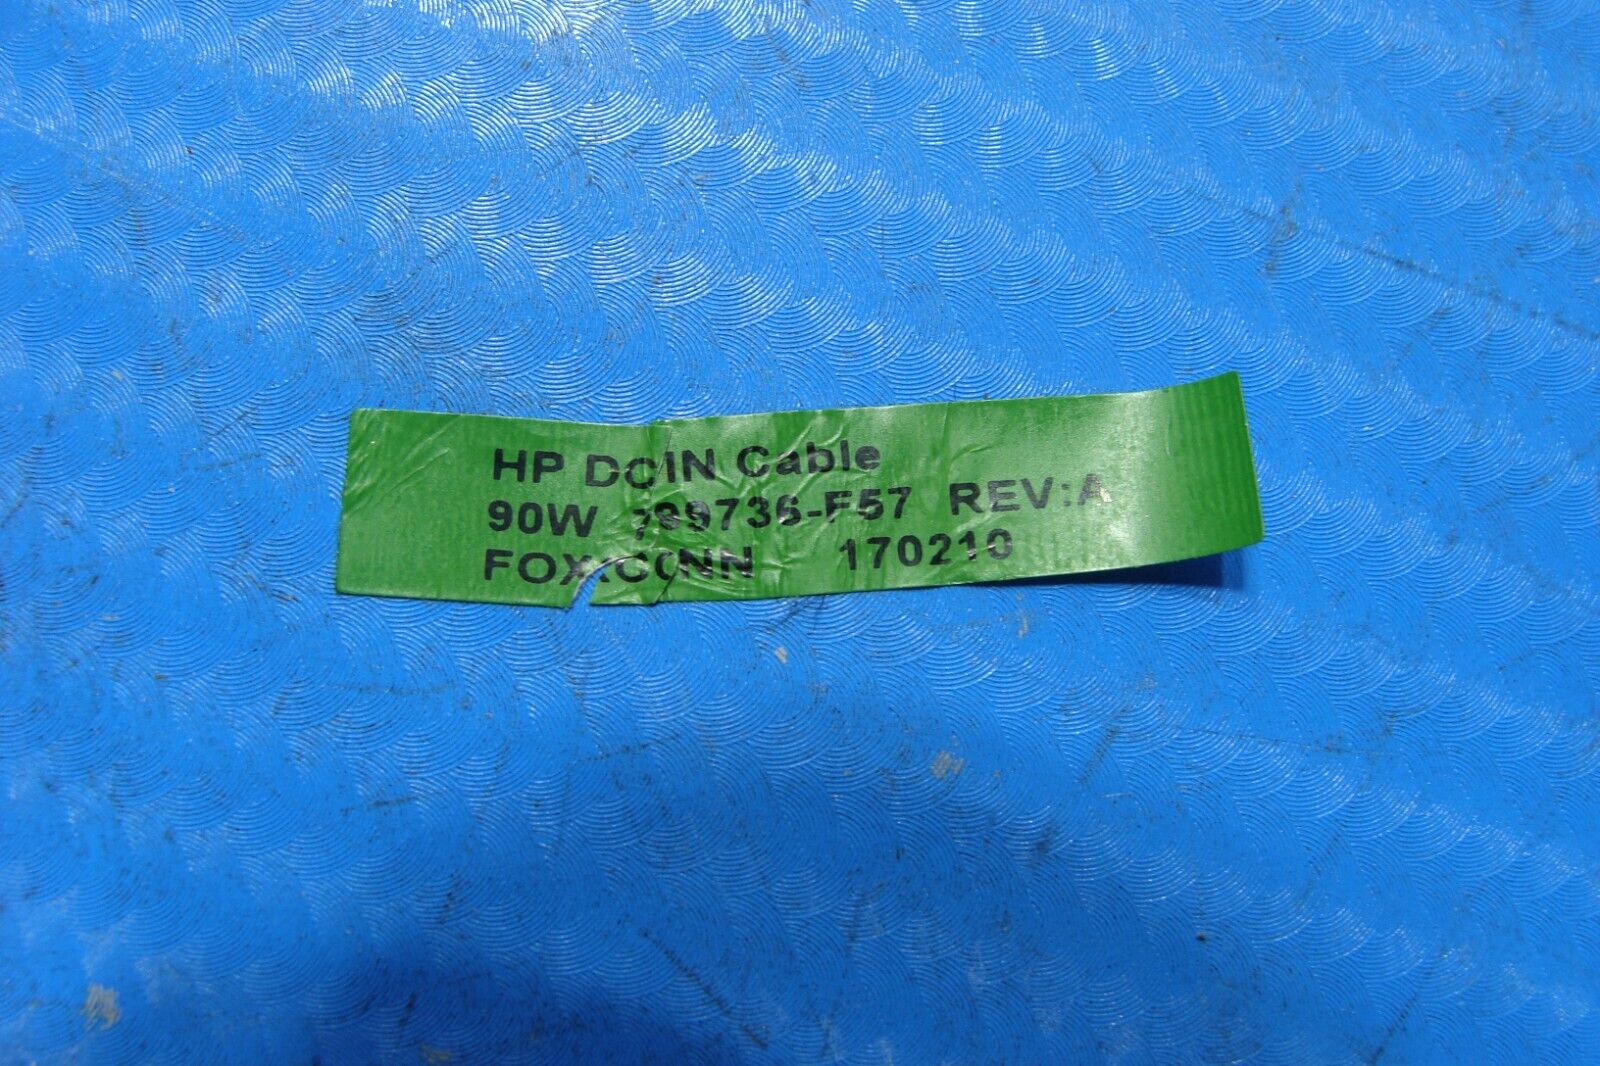 HP DCIN Cable
90W 799736-F57 REV:A
FOXCONN 170210